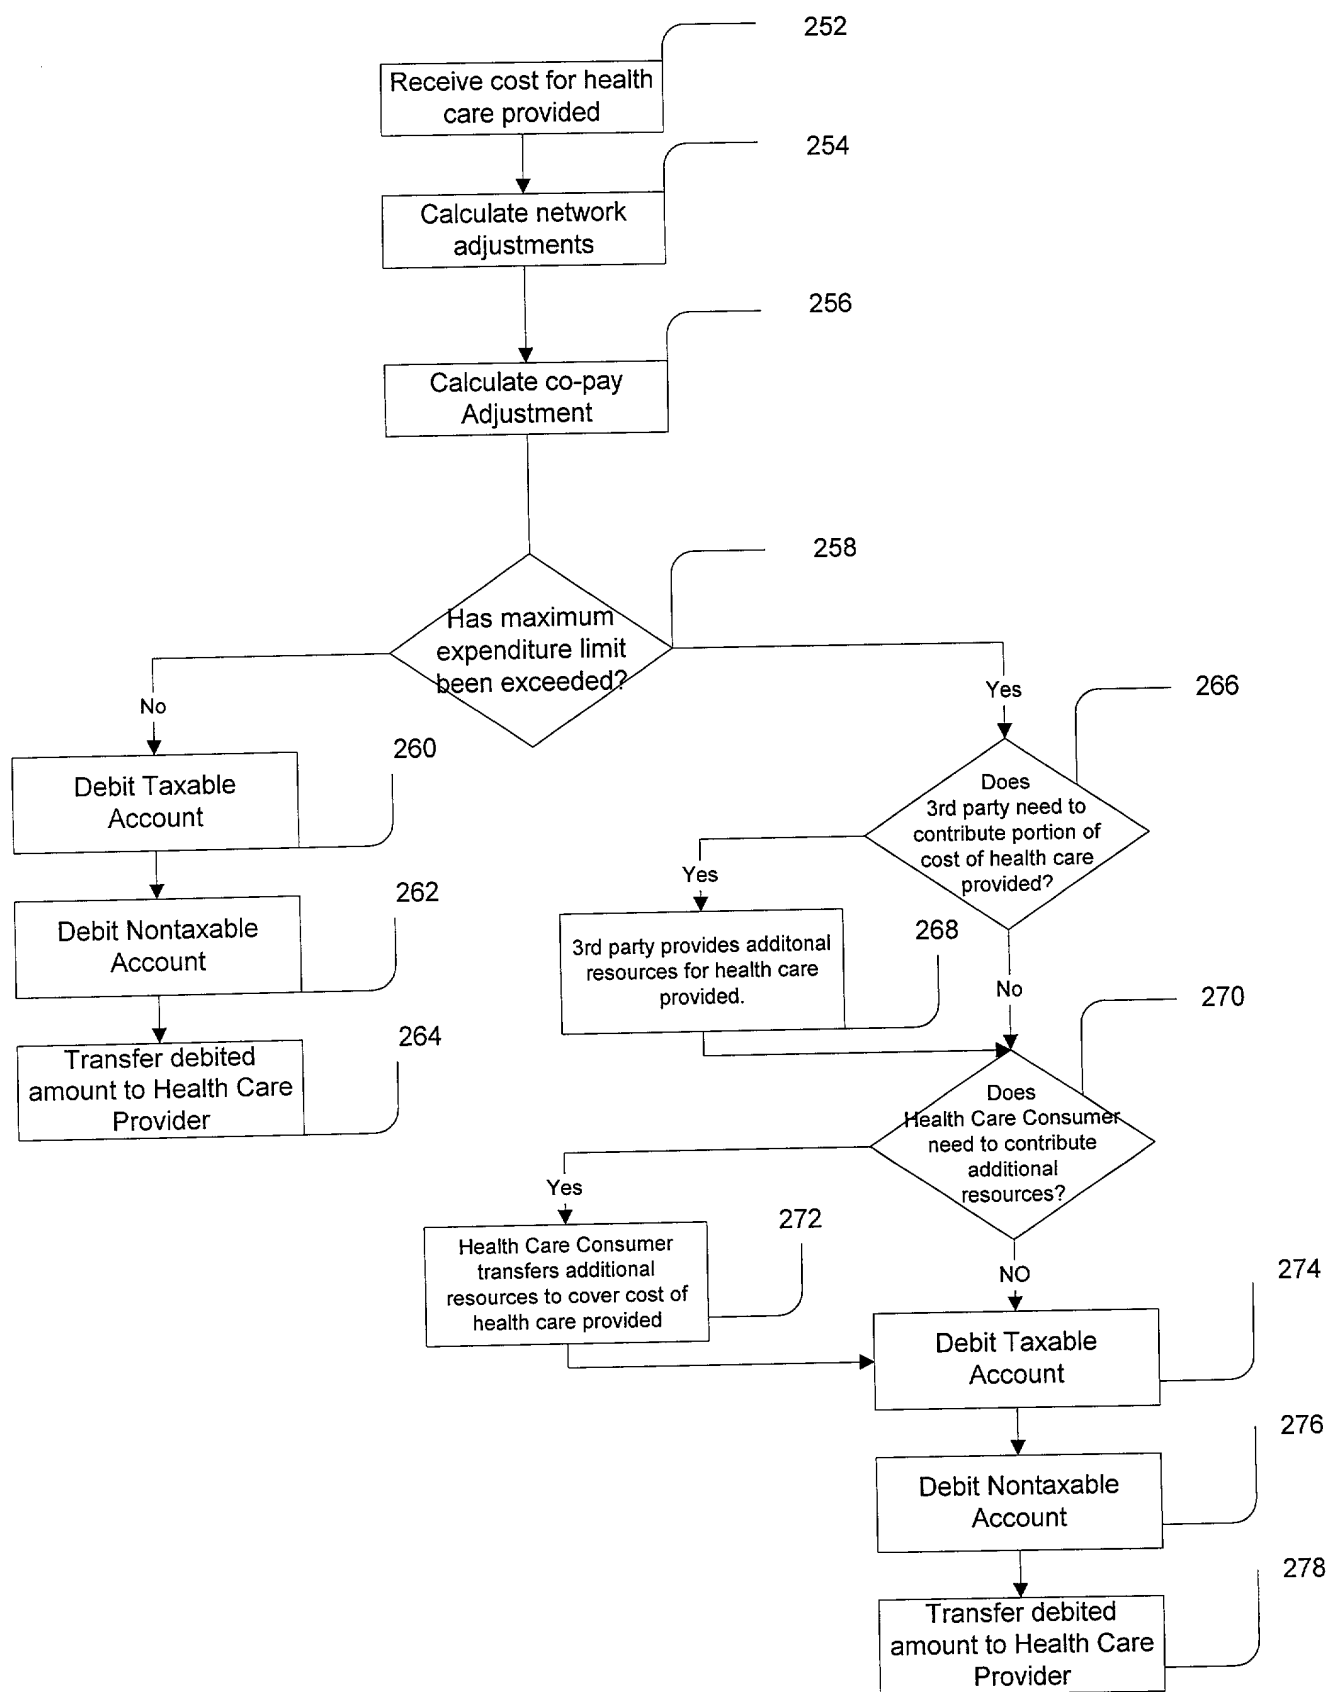 252
Receive cost for health
care provided
254
Calculate network
adjustments
256
Calculate co-pay
Adjustment
258
Has maximum
expenditure limit
been exceeded?
No
Yes
266
260
Debit Taxable
Account
Does
3rd party need to
contribute portion of
cost of health care
provided?
Yes
262
Debit Nontaxable
Account
268
3rd party provides additonal
resources for health care
provided.
No
270
264
Transfer debited
amount to Health Care
Provider
Does
Health Care Consumer
need to contribute
additional
resources?
Yes
272
Health Care Consumer
transfers additional
resources to cover cost of
health care provided
NO
274
Debit Taxable
Account
276
Debit Nontaxable
Account
278
Transfer debited
amount to Health Care
Provider